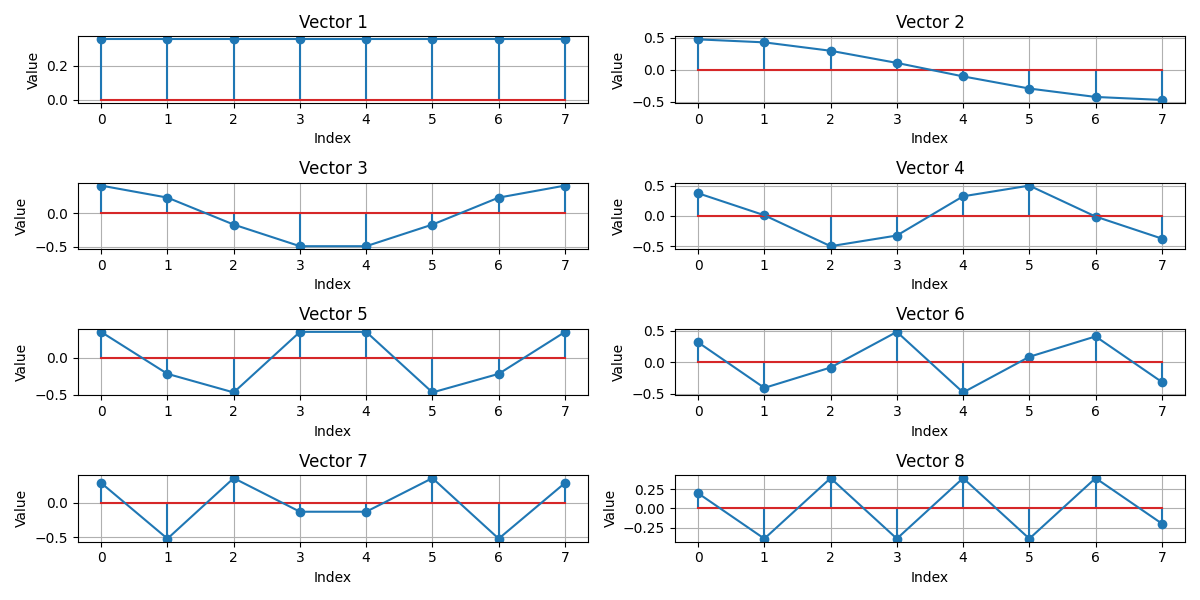 Vector 1
Value
0.2
0.0
0 1 2 3 4 5 6 7
Index
Vector 2
Value
0.5
0.0
−0.5
0 1 2 3 4 5 6 7
Index
Vector 3
Value
0.0
−0.5
0 1 2 3 4 5 6 7
Index
Vector 4
Value
0.5
0.0
−0.5
0 1 2 3 4 5 6 7
Index
Vector 5
Value
0.0
−0.5
0 1 2 3 4 5 6 7
Index
Vector 6
Value
0.5
0.0
−0.5
0 1 2 3 4 5 6 7
Index
Vector 7
Value
0.0
−0.5
0 1 2 3 4 5 6 7
Index
Vector 8
Value
0.25
0.00
−0.25
0 1 2 3 4 5 6 7
Index